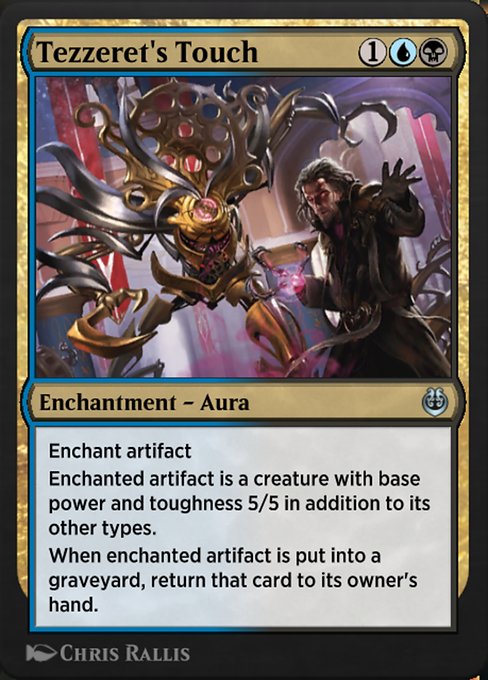 Tezzeret's Touch 1
Enchantment – Aura
Enchant artifact
Enchanted artifact is a creature with base
power and toughness 5/5 in addition to its
other types.
When enchanted artifact is put into a
graveyard, return that card to its owner's
hand.
Chris Rallis